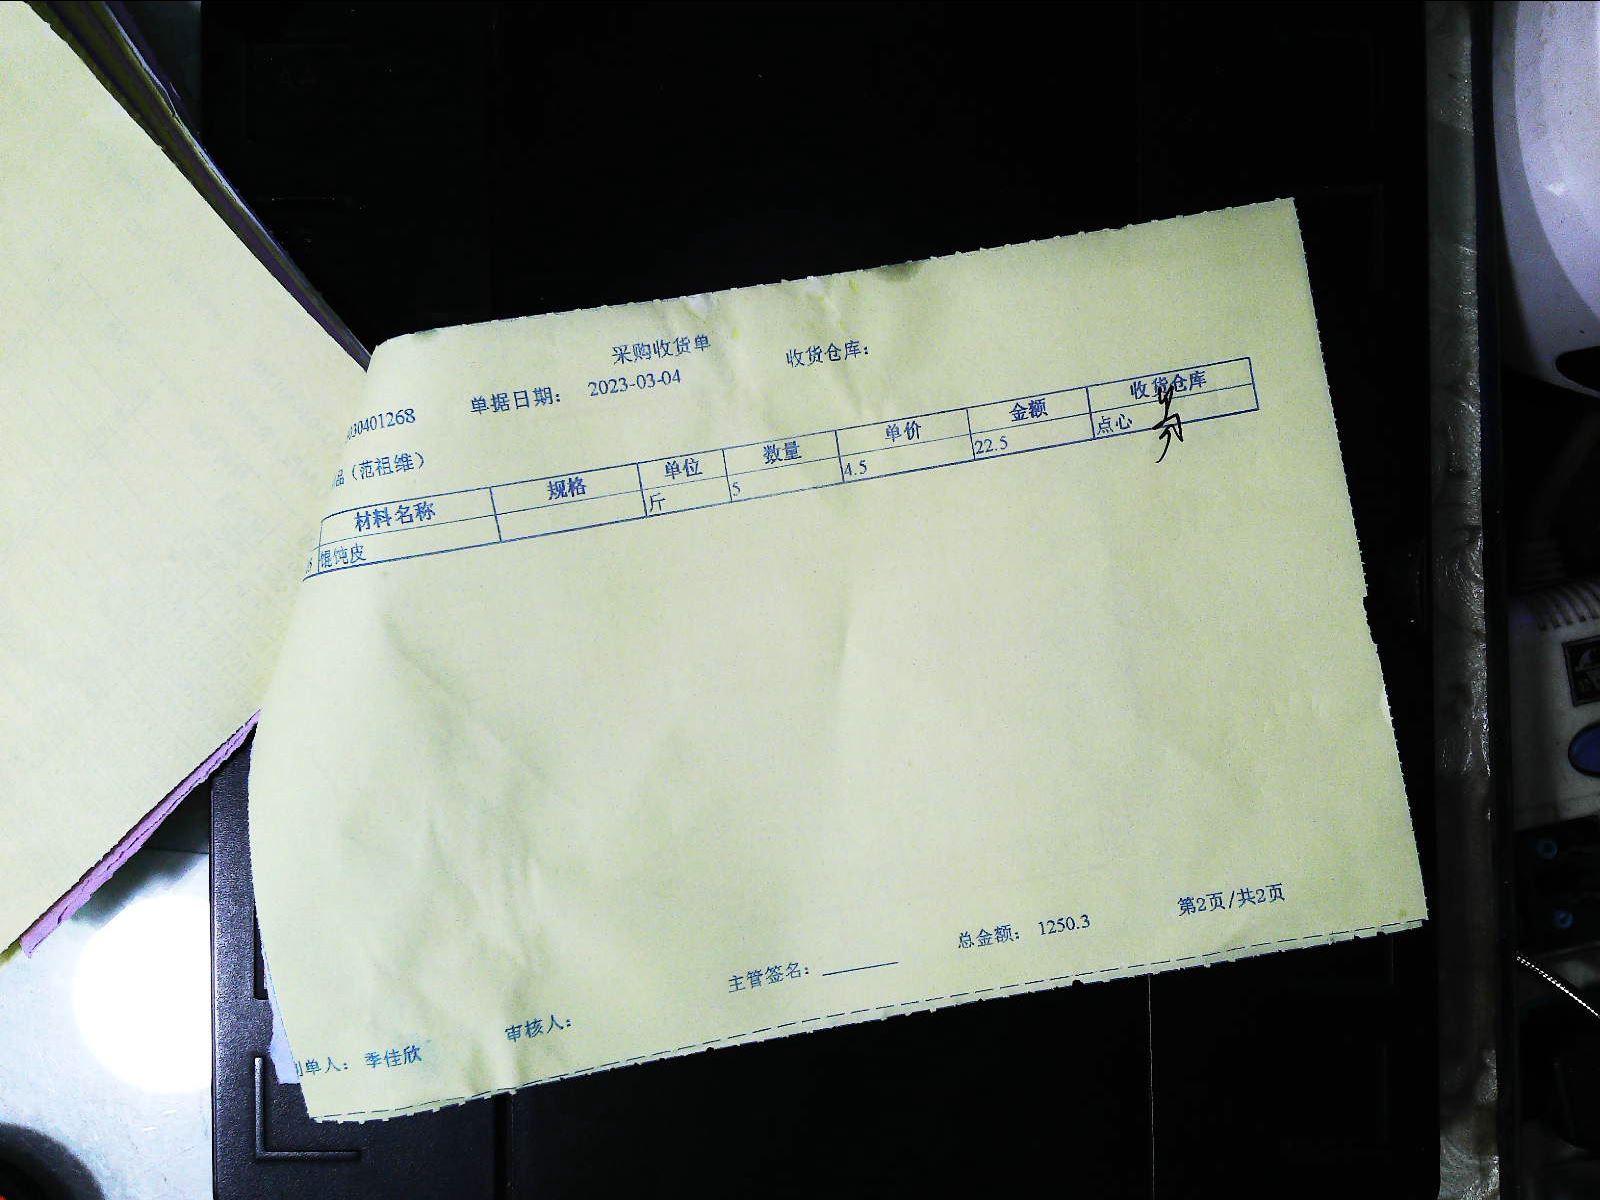 采购收货单
030401268 单据日期: 2023-03-04 收货仓库:
品(范祖维)
材料名称 规格 单位 数量 单价 金额 收货仓库
馄饨皮 斤 5 4.5 22.5 点心
主管签名: 总金额: 1250.3 第2页/共2页
单人: 季佳欣 审核人: